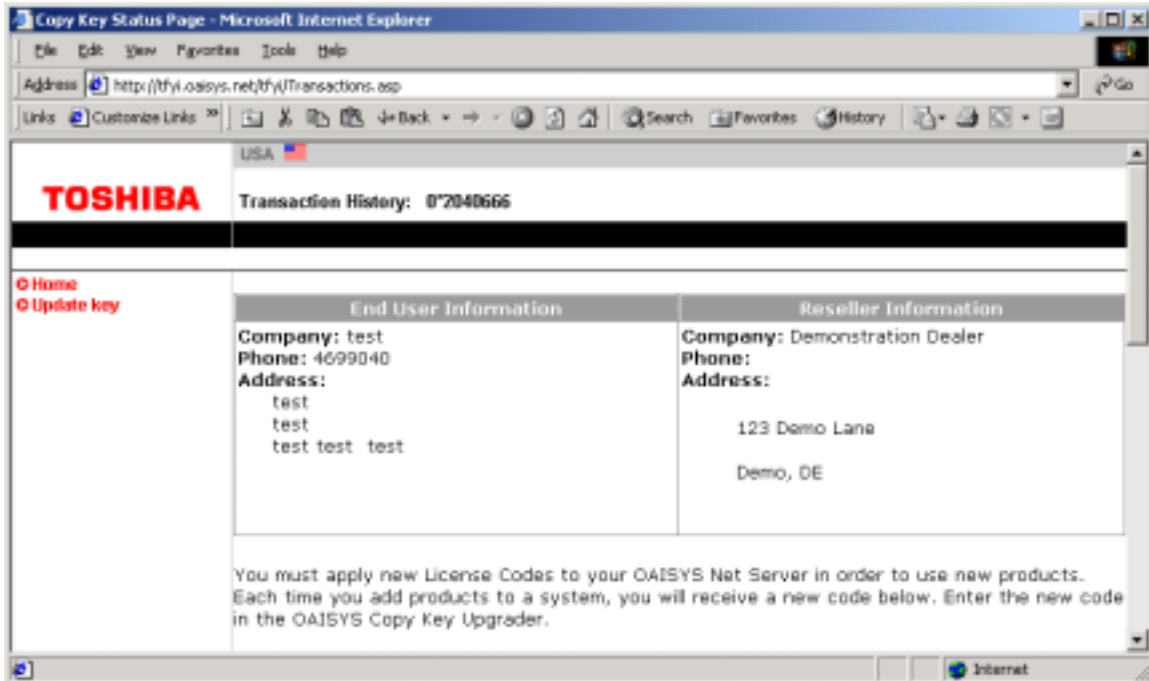 Copy Key Status Page - Microsoft Internet Explorer
File Edit View Favorites Tools Help
Address http://tfyi.oaisys.net/tfyi/Transactions.asp Go
Links Customize Links » Back Search Favorites History
USA
TOSHIBA
Transaction History: 0*2040666
Home
Update key
End User Information
Company: test
Phone: 4699040
Address:
test
test
test test test
Reseller Information
Company: Demonstration Dealer
Phone:
Address:
123 Demo Lane
Demo, DE
You must apply new License Codes to your OAISYS Net Server in order to use new products.
Each time you add products to a system, you will receive a new code below. Enter the new code
in the OAISYS Copy Key Upgrader.
Internet